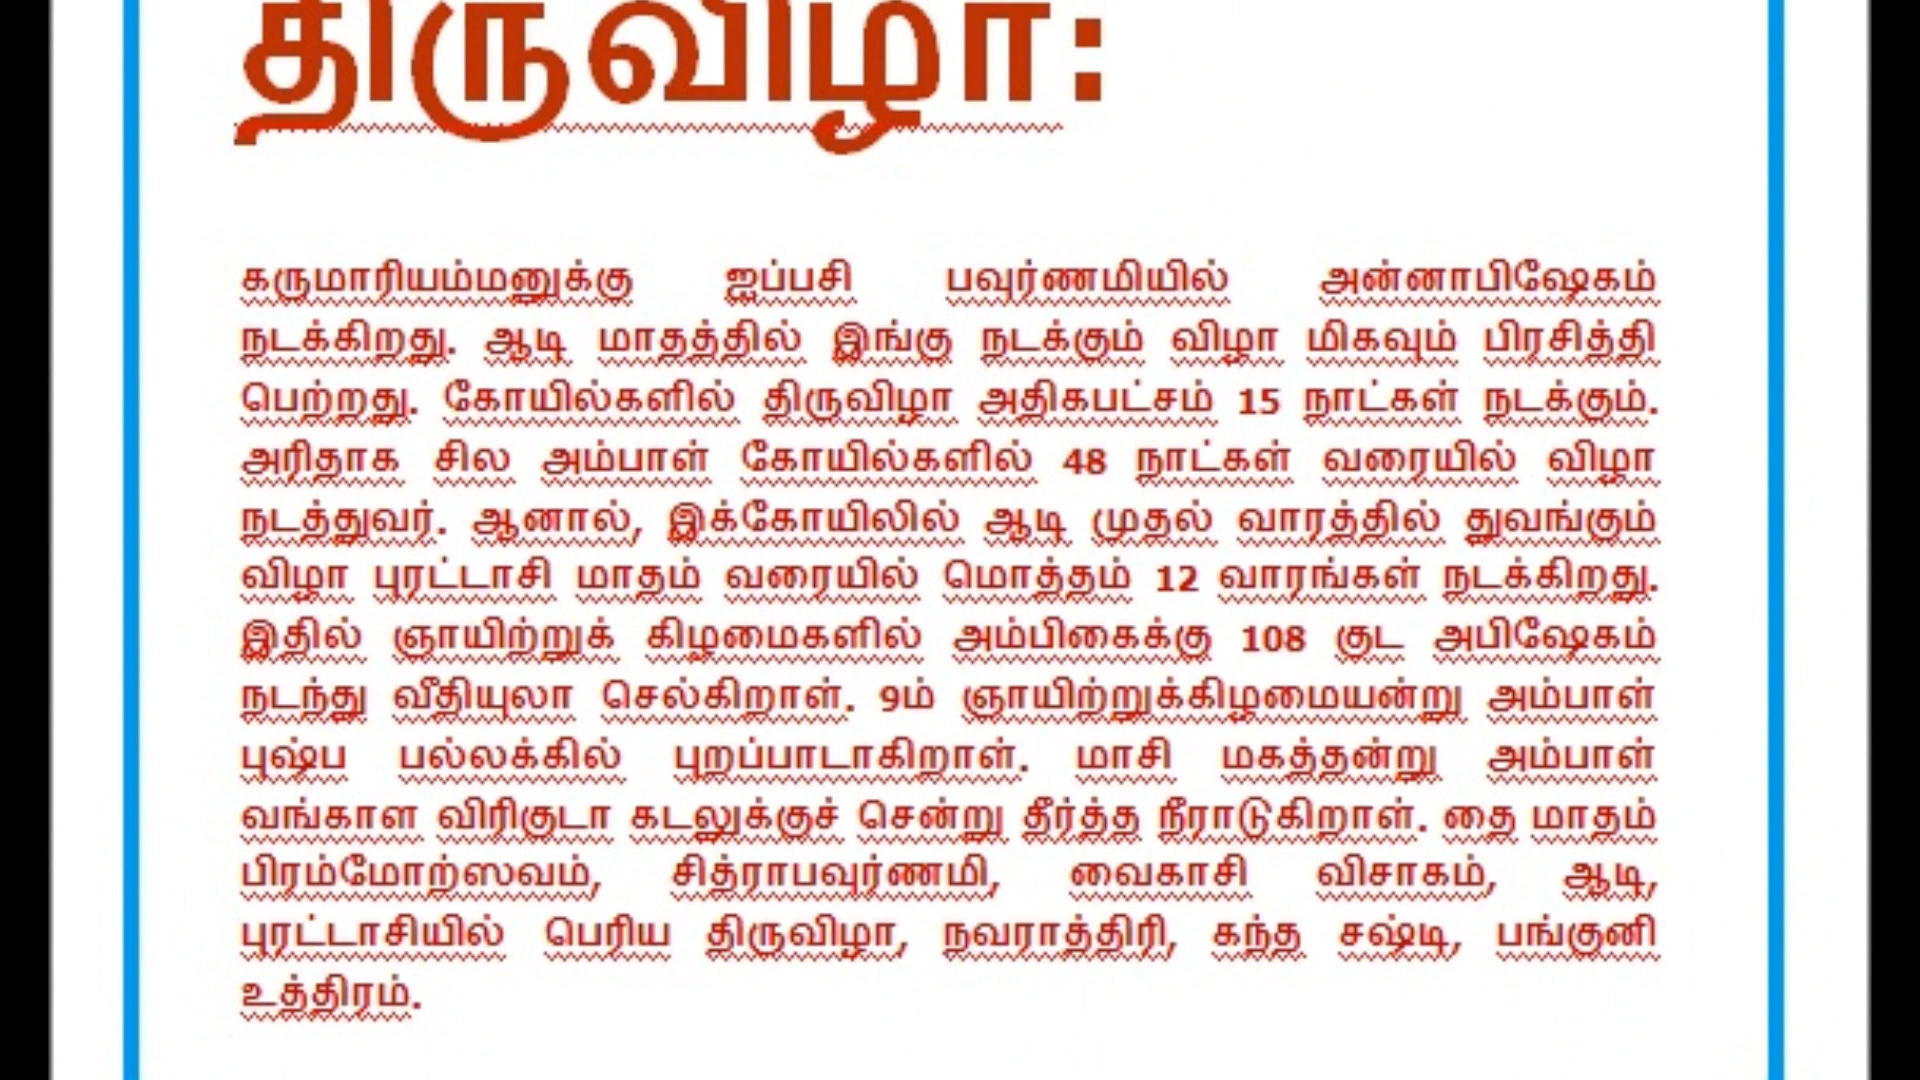 திருவிழா:
கருமாரியம்மனுக்கு ஐப்பசி பவுர்ணமியில் அன்னாபிஷேகம்
நடக்கிறது. ஆடி மாதத்தில் இங்கு நடக்கும் விழா மிகவும் பிரசித்தி
பெற்றது. கோயில்களில் திருவிழா அதிகபட்சம் 15 நாட்கள் நடக்கும்.
அரிதாக சில அம்பாள் கோயில்களில் 48 நாட்கள் வரையில் விழா
நடத்துவர். ஆனால், இக்கோயிலில் ஆடி முதல் வாரத்தில் துவங்கும்
விழா புரட்டாசி மாதம் வரையில் மொத்தம் 12 வாரங்கள் நடக்கிறது.
இதில் ஞாயிற்றுக் கிழமைகளில் அம்பிகைக்கு 108 குட அபிஷேகம்
நடந்து வீதியுலா செல்கிறாள். 9ம் ஞாயிற்றுக்கிழமையன்று அம்பாள்
புஷ்ப பல்லக்கில் புறப்பாடாகிறாள். மாசி மகத்தன்று அம்பாள்
வங்காள விரிகுடா கடலுக்குச் சென்று தீர்த்த நீராடுகிறாள். தை மாதம்
பிரம்மோற்ஸவம், சித்ராபவுர்ணமி, வைகாசி விசாகம், ஆடி,
புரட்டாசியில் பெரிய திருவிழா, நவராத்திரி, கந்த சஷ்டி, பங்குனி
உத்திரம்.